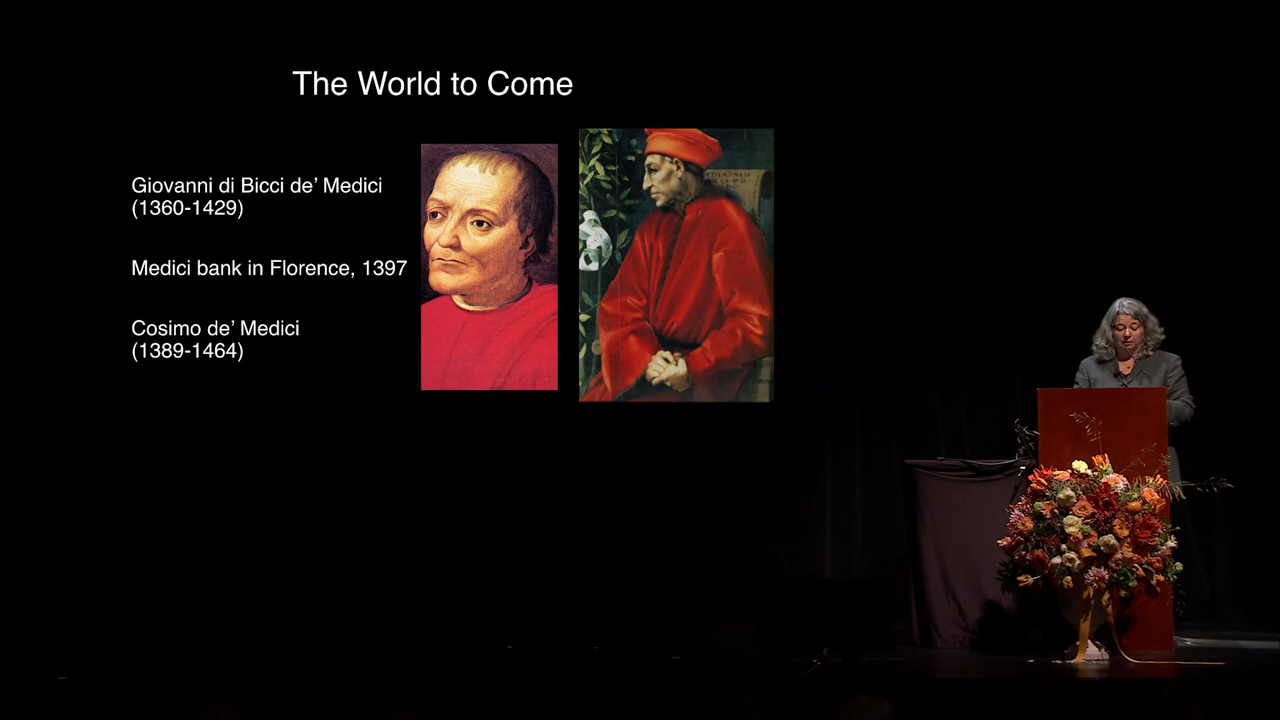 The World to Come
Giovanni di Bicci de’ Medici
(1360-1429)
Medici bank in Florence, 1397
Cosimo de’ Medici
(1389-1464)